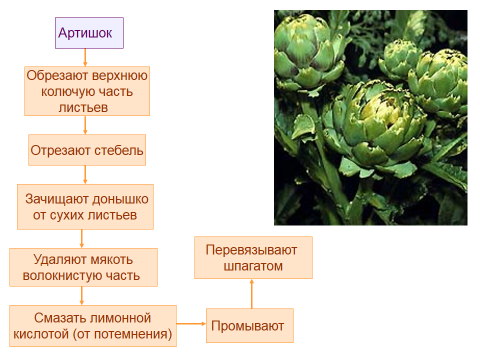 Артишок
Обрезают верхнюю
колючую часть
листьев
Отрезают стебель
Зачищают донышко
от сухих листьев
Удаляют мякоть
волокнистую часть
Смазать лимонной
кислотой (от потемнения)
Промывают
Перевязывают
шпагатом